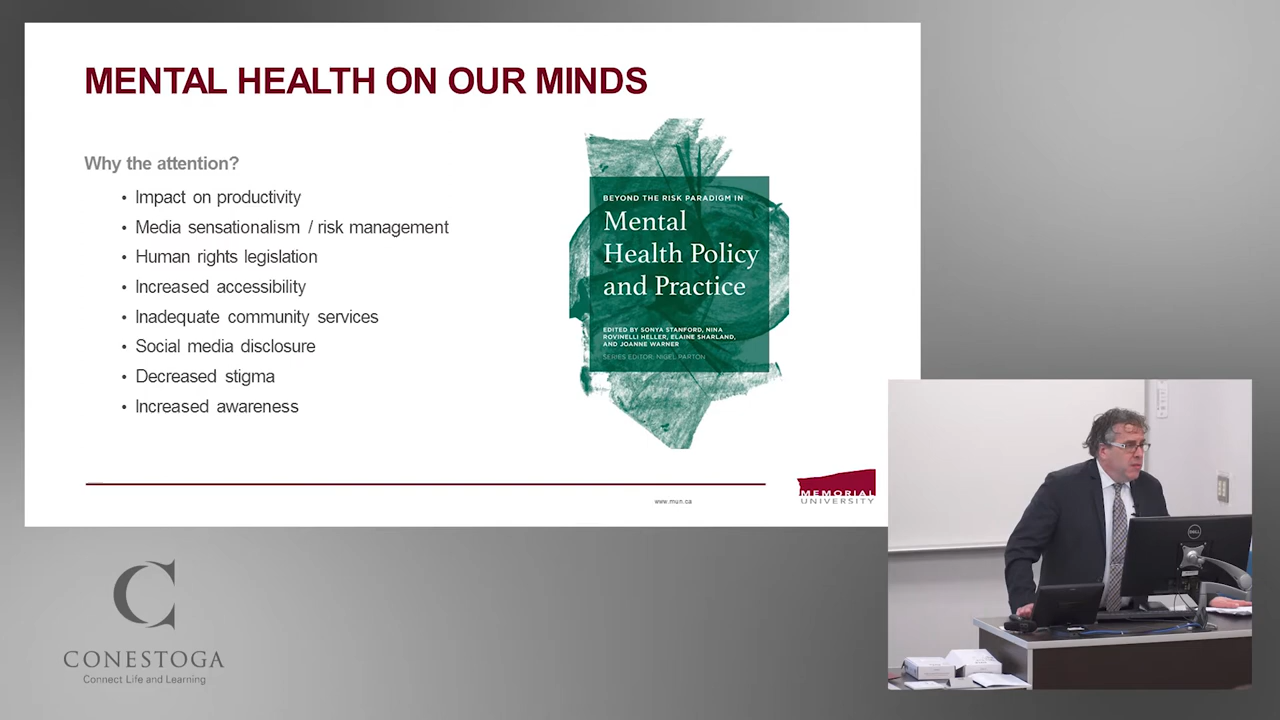 MENTAL HEALTH ON OUR MINDS
Why the attention?
• Impact on productivity
• Media sensationalism / risk management
• Human rights legislation
• Increased accessibility
• Inadequate community services
• Social media disclosure
• Decreased stigma
• Increased awareness
BEYOND THE RISK PARADIGM IN
Mental
Health Policy
and Practice
EDITED BY SONYA STANFORD, NINA
ROVINELLI HELLER, ELAINE SHARLAND,
AND JOANNE WARNER
SERIES EDITOR: NIGEL PARTON
www.mun.ca
MEMORIAL
UNIVERSITY
DELL
C
CONESTOGA
Connect Life and Learning